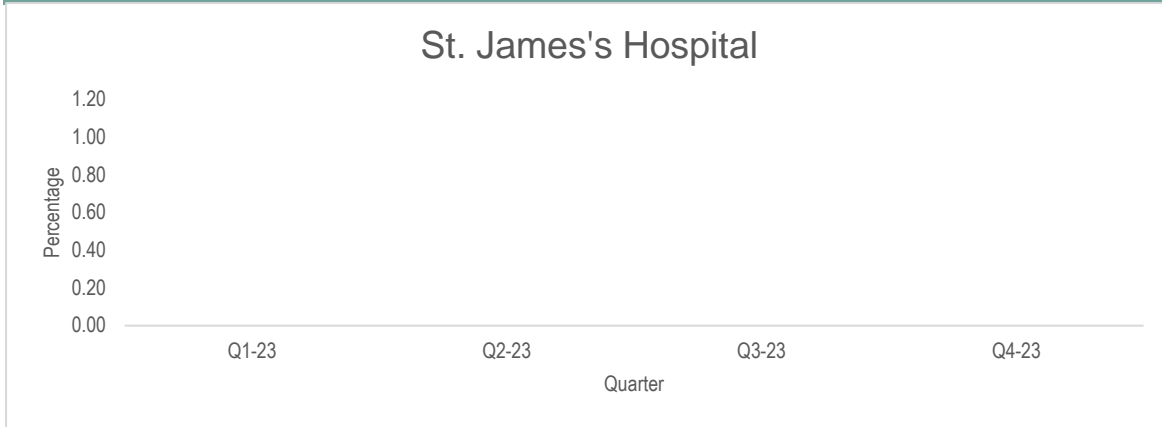 St. James's Hospital
Percentage
1.20
1.00
0.80
0.60
0.40
0.20
0.00
Q1-23 Q2-23 Q3-23 Q4-23
Quarter